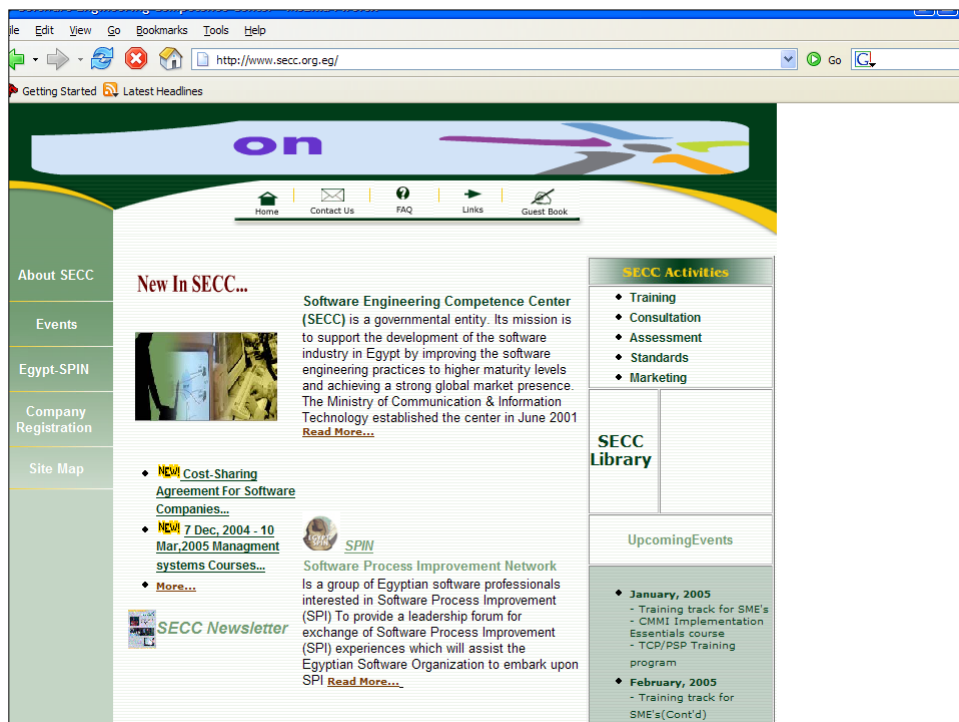 ile Edit View Go Bookmarks Tools Help
http://www.secc.org.eg/
Go
G
Getting Started Latest Headlines
on
Home Contact Us FAQ Links Guest Book
About SECC
Events
Egypt-SPIN
Company
Registration
Site Map
New In SECC...
NEW! Cost-Sharing
Agreement For Software
Companies...
NEW! 7 Dec, 2004 - 10
Mar,2005 Managment
systems Courses...
More...
SECC Newsletter
Software Engineering Competence Center
(SECC) is a governmental entity. Its mission is
to support the development of the software
industry in Egypt by improving the software
engineering practices to higher maturity levels
and achieving a strong global market presence.
The Ministry of Communication & Information
Technology established the center in June 2001
Read More...
EGYPT
SPIN
SPIN
Software Process Improvement Network
Is a group of Egyptian software professionals
interested in Software Process Improvement
(SPI) To provide a leadership forum for
exchange of Software Process Improvement
(SPI) experiences which will assist the
Egyptian Software Organization to embark upon
SPI Read More...
SECC Activities
Training
Consultation
Assessment
Standards
Marketing
SECC
Library
UpcomingEvents
January, 2005
- Training track for SME's
- CMMI Implementation
Essentials course
- TCP/PSP Training
program
February, 2005
- Training track for
SME's(Cont'd)